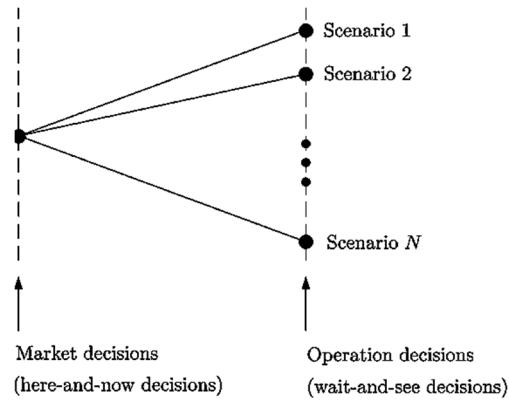 Scenario 1
Scenario 2
Scenario N
Market decisions
(here-and-now decisions)
Operation decisions
(wait-and-see decisions)